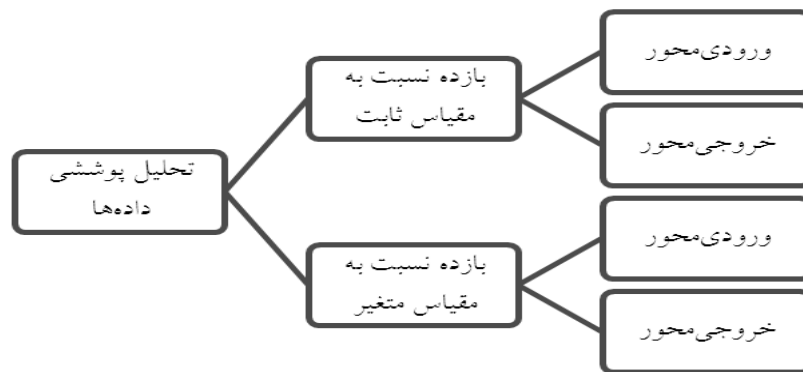 تحلیل پوششی
داده‌ها
بازده نسبت به
مقیاس ثابت
ورودی‌محور
خروجی‌محور
بازده نسبت به
مقیاس متغیر
ورودی‌محور
خروجی‌محور